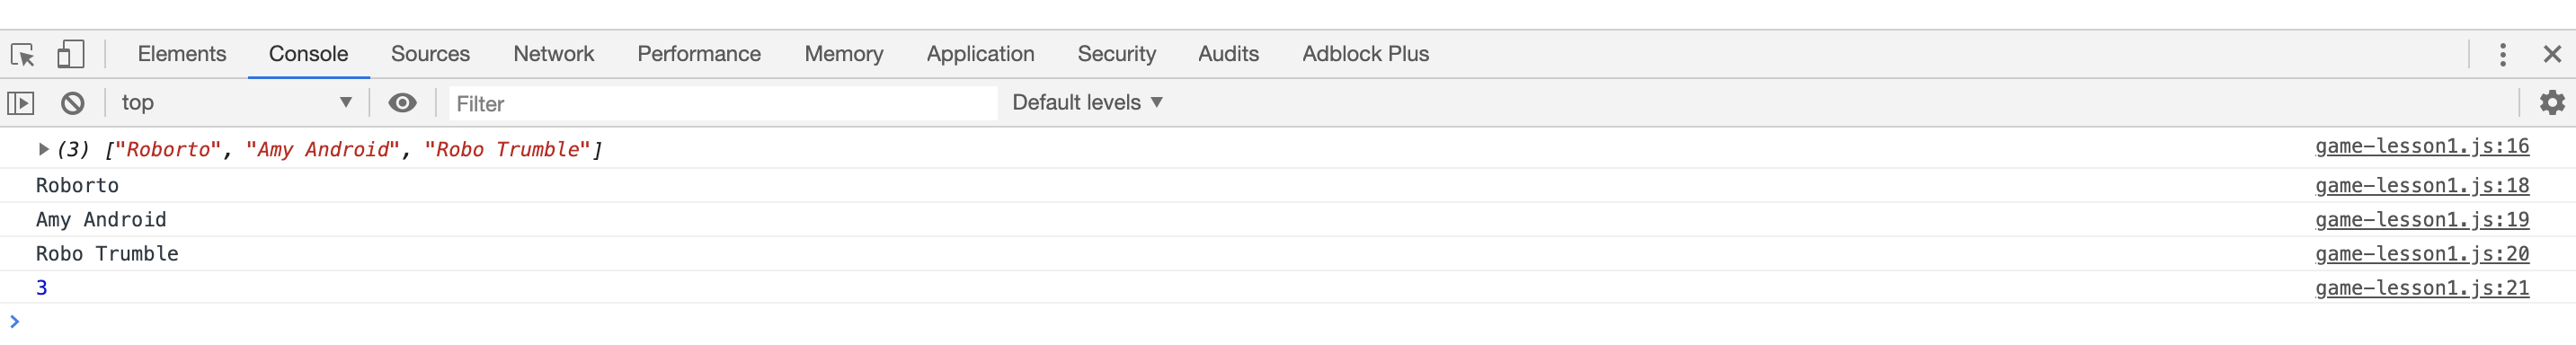 Elements Console Sources Network Performance Memory Application Security Audits Adblock Plus
top Filter Default levels
(3) ["Roborto", "Amy Android", "Robo Trumble"] game-lesson1.js:16
Roborto game-lesson1.js:18
Amy Android game-lesson1.js:19
Robo Trumble game-lesson1.js:20
3 game-lesson1.js:21